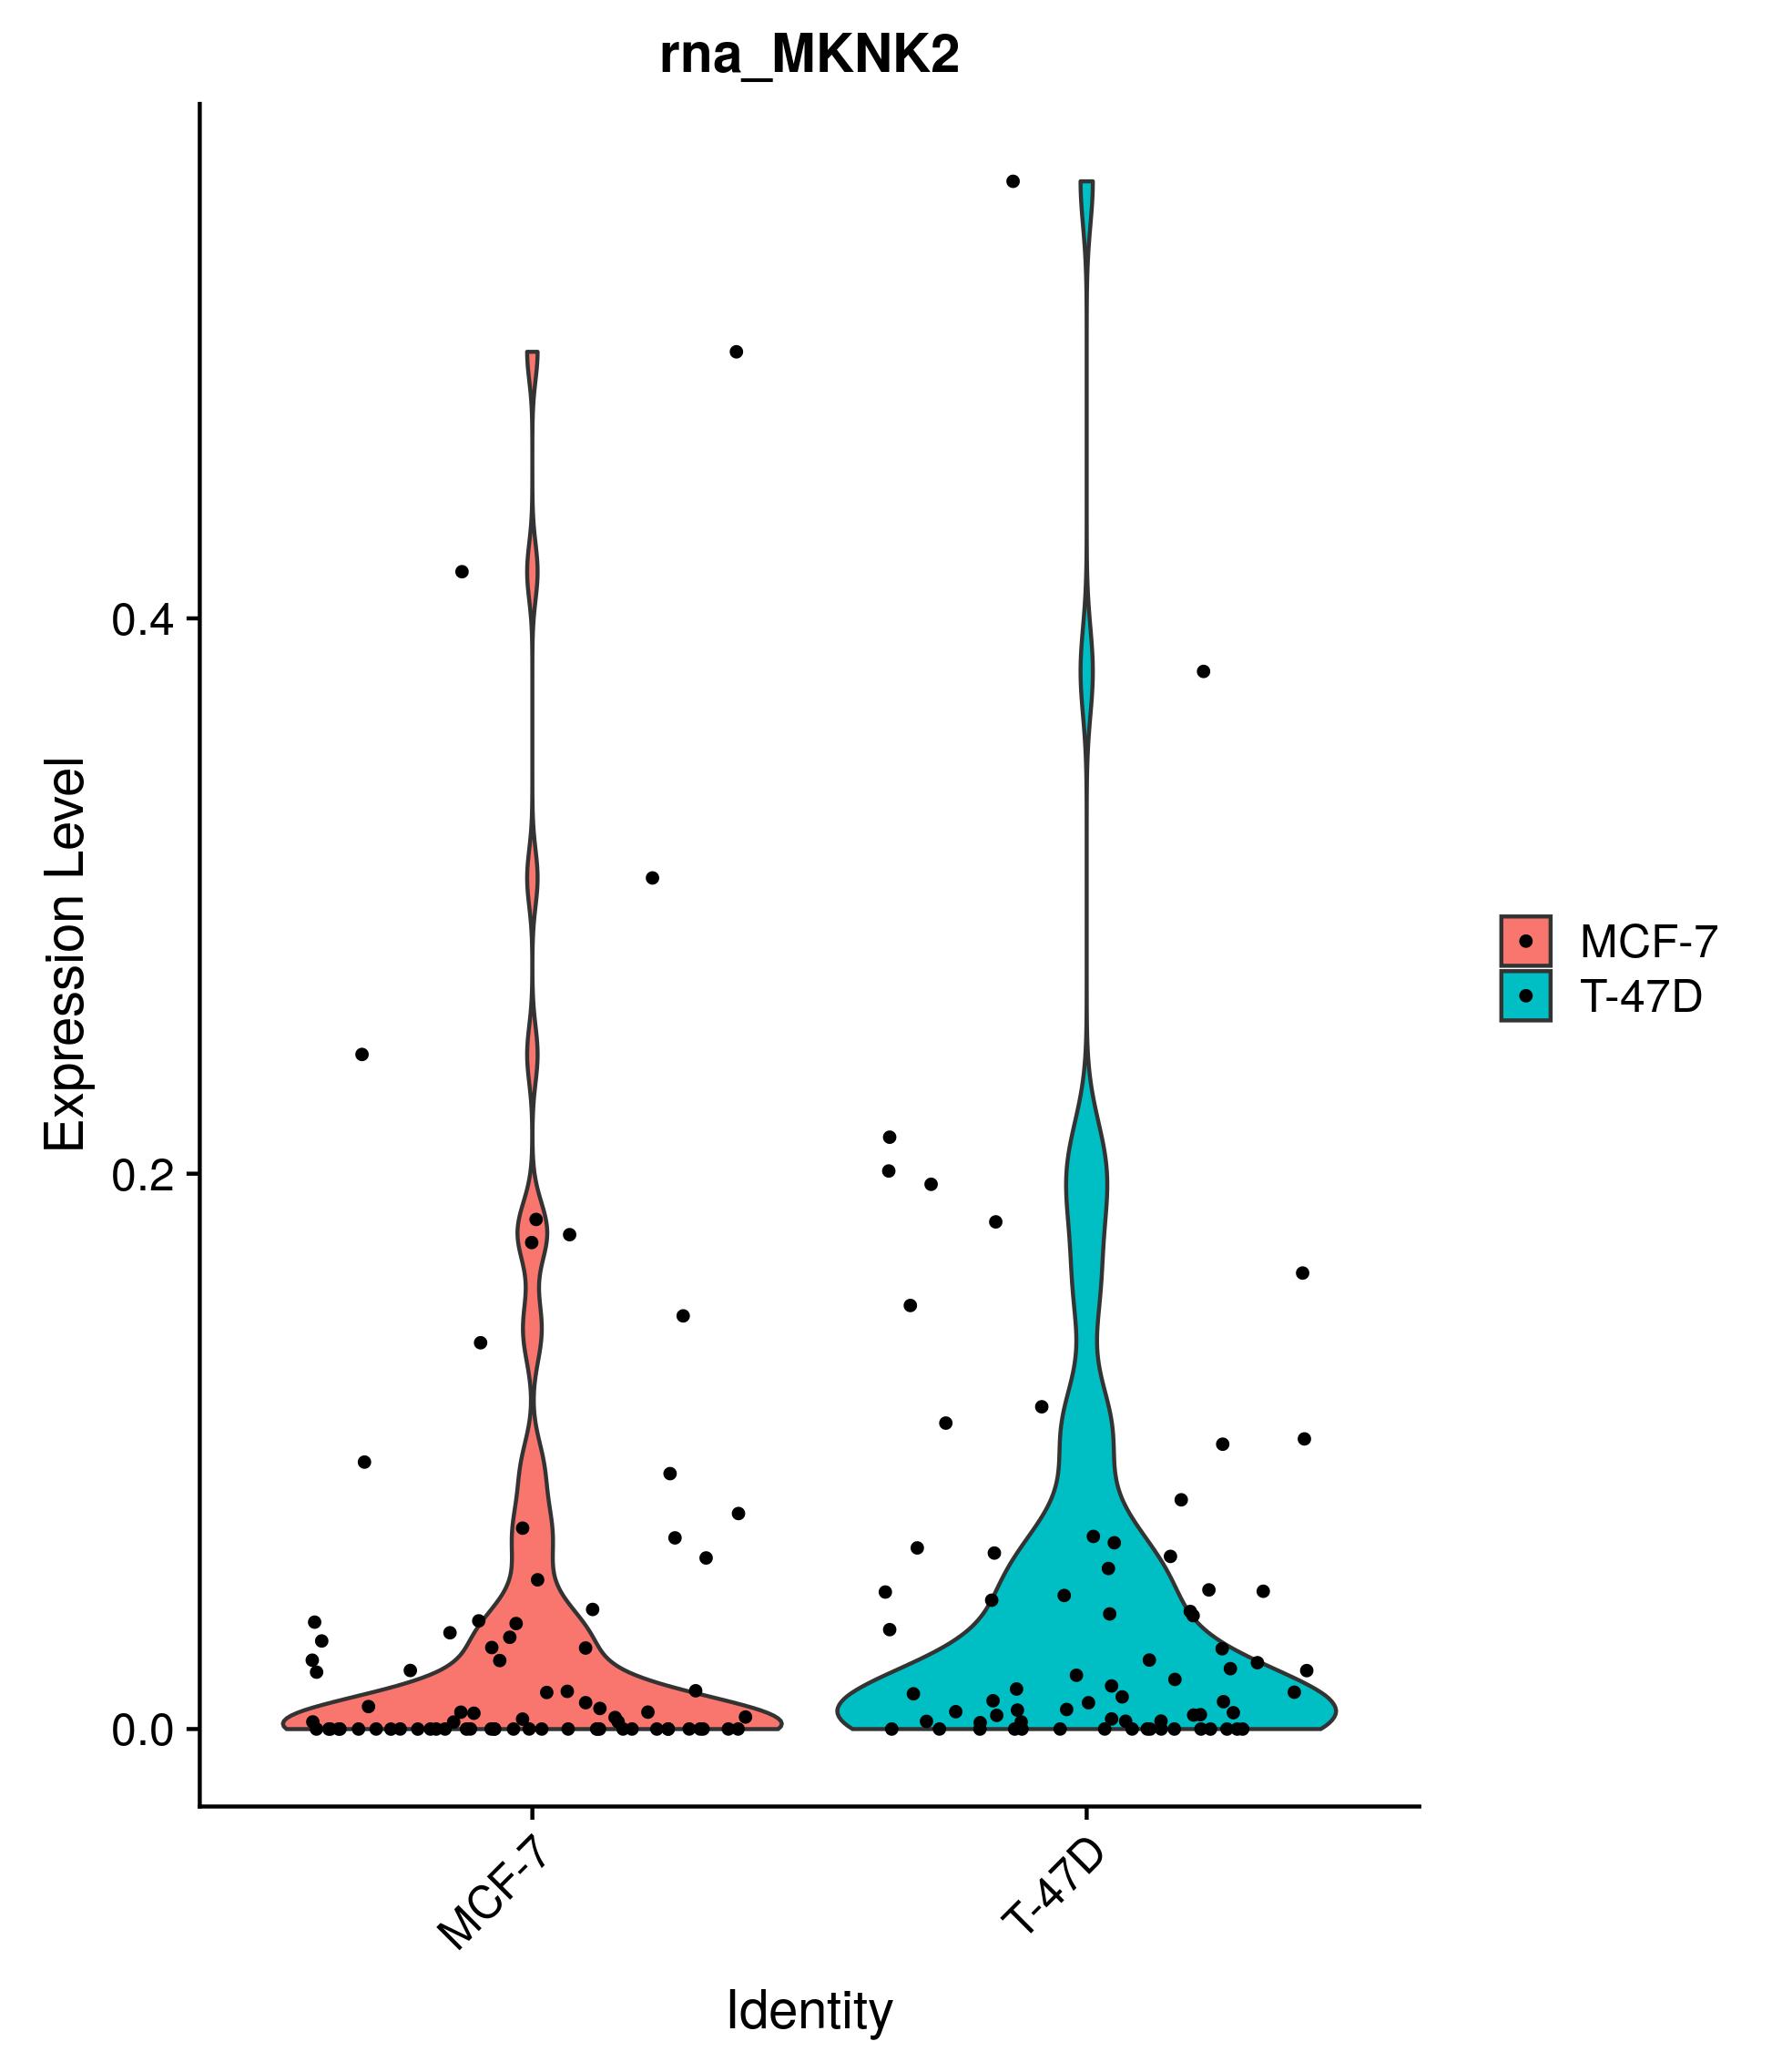 rna_MKNK2
Expression Level
0.4
0.2
0.0
MCF-7
T-47D
Identity
MCF-7
T-47D